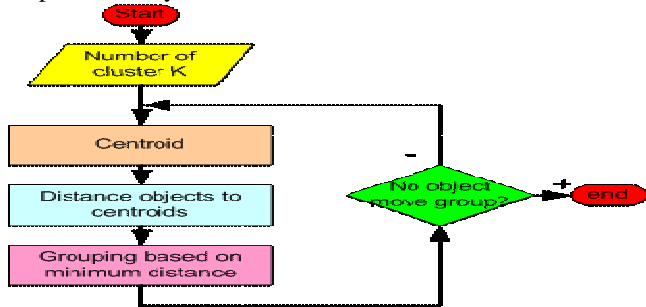 Start
Number of
cluster K
Centroid
Distance objects to
centroids
Grouping based on
minimum distance
-
No object
move group?
+
end